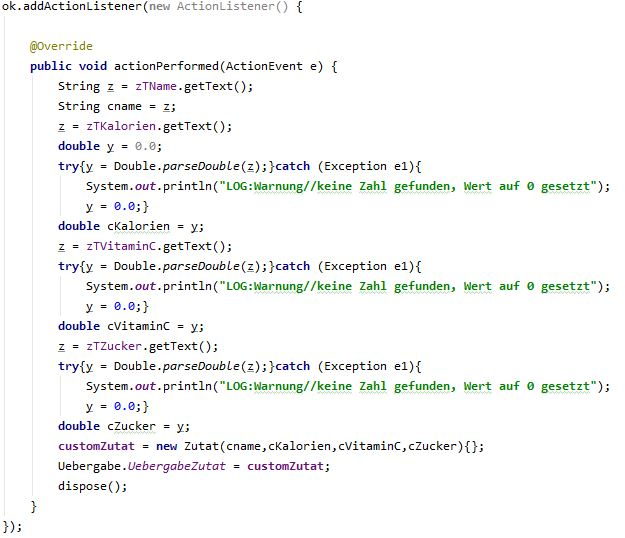 ok.addActionListener(new ActionListener() {
@Override
public void actionPerformed(ActionEvent e) {
String z = zTName.getText();
String cname = z;
z = zTKalorien.getText();
double y = 0.0;
try{y = Double.parseDouble(z);}catch (Exception e1){
System.out.println("LOG:Warnung//keine Zahl gefunden, Wert auf 0 gesetzt");
y = 0.0;}
double cKalorien = y;
z = zTVitaminC.getText();
try{y = Double.parseDouble(z);}catch (Exception e1){
System.out.println("LOG:Warnung//keine Zahl gefunden, Wert auf 0 gesetzt");
y = 0.0;}
double cVitaminC = y;
z = zTZucker.getText();
try{y = Double.parseDouble(z);}catch (Exception e1){
System.out.println("LOG:Warnung//keine Zahl gefunden, Wert auf 0 gesetzt");
y = 0.0;}
double cZucker = y;
customZutat = new Zutat(cname,cKalorien,cVitaminC,cZucker){};
Uebergabe.UebergabeZutat = customZutat;
dispose();
}
});